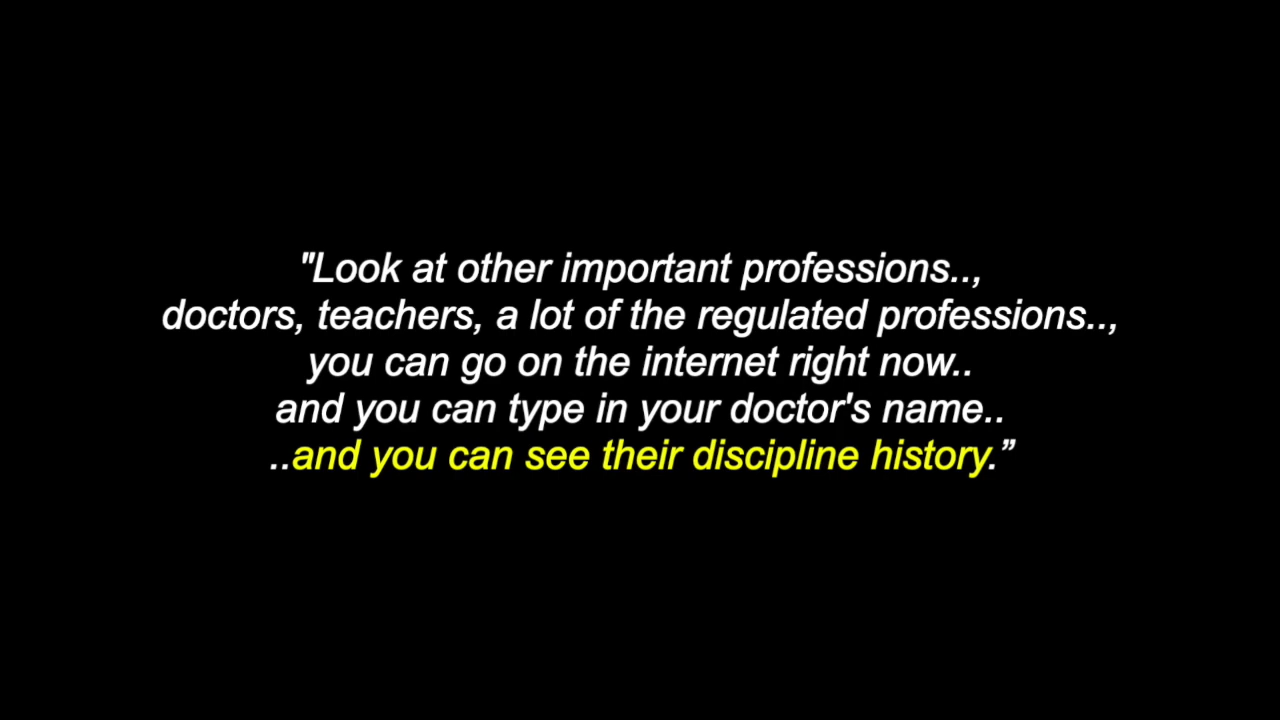 "Look at other important professions..,
doctors, teachers, a lot of the regulated professions..,
you can go on the internet right now..
and you can type in your doctor's name..
..and you can see their discipline history.”